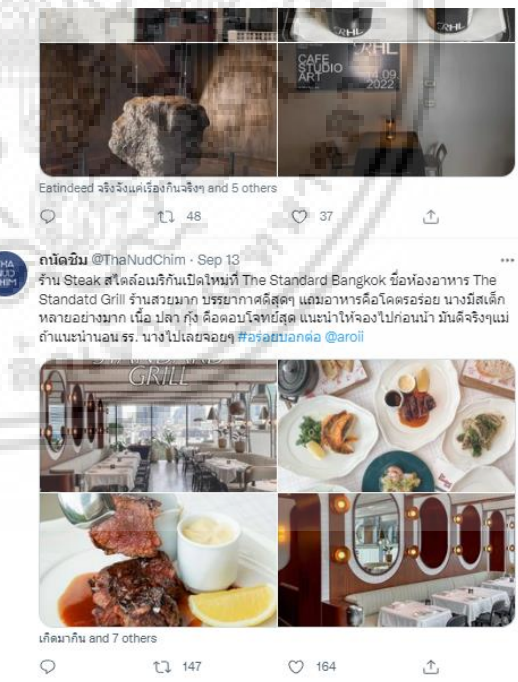 RHL
RHL
CAFE
STUDIO
ART
.09.
2022
Eatindeed จริงจังแค่เรื่องกินจริงๆ and 5 others
48
37
ถนัดชิม @ThaNudChim · Sep 13
ร้าน Steak สไตล์อเมริกันเปิดใหม่ที่ The Standard Bangkok ชื่อห้องอาหาร The
Standatd Grill ร้านสวยมาก บรรยากาศดีสุดๆ แถมอาหารคือโคตรอร่อย นางมีสเต็ก
หลายอย่างมาก เนื้อ ปลา กุ้ง คือตอบโจทย์สุด แนะนำให้จองไปก่อนน้า มันดีจริงๆแม่
ถ้าแนะนำนอน รร. นางไปเลยจอยๆ #อร่อยบอกต่อ @aroii
GRILL
เกิดมากิน and 7 others
147
164